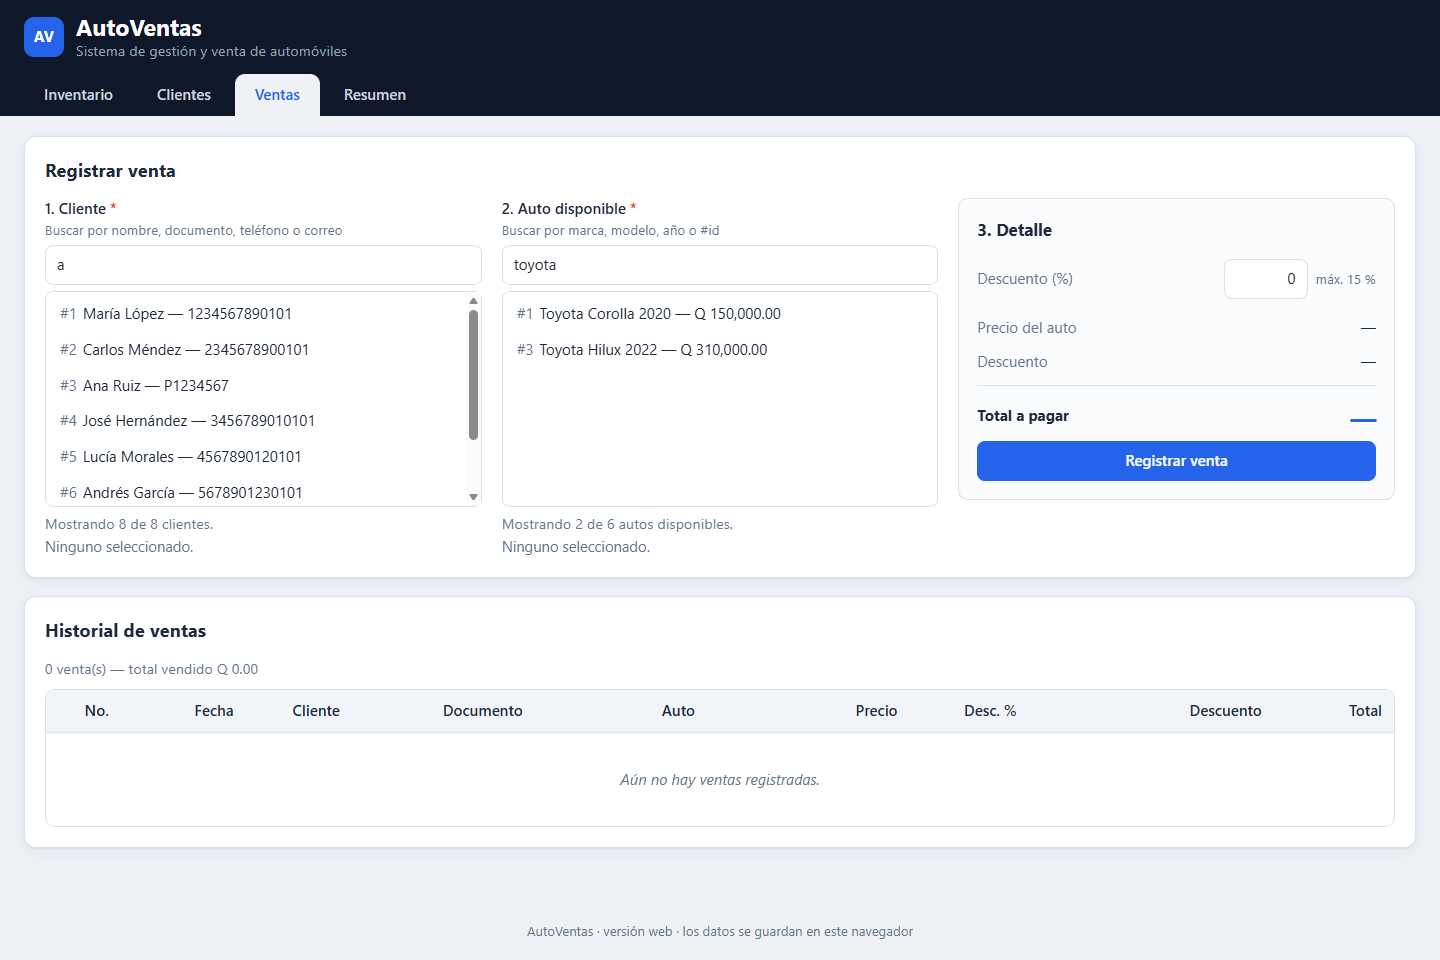 AV
AutoVentas
Sistema de gestión y venta de automóviles
Inventario Clientes Ventas Resumen
Registrar venta
1. Cliente *
Buscar por nombre, documento, teléfono o correo
a
#1 María López — 1234567890101
#2 Carlos Méndez — 2345678900101
#3 Ana Ruiz — P1234567
#4 José Hernández — 3456789010101
#5 Lucía Morales — 4567890120101
#6 Andrés García — 5678901230101
Mostrando 8 de 8 clientes.
Ninguno seleccionado.
2. Auto disponible *
Buscar por marca, modelo, año o #id
toyota
#1 Toyota Corolla 2020 — Q 150,000.00
#3 Toyota Hilux 2022 — Q 310,000.00
Mostrando 2 de 6 autos disponibles.
Ninguno seleccionado.
3. Detalle
Descuento (%) 0 máx. 15 %
Precio del auto —
Descuento —
Total a pagar —
Registrar venta
Historial de ventas
0 venta(s) — total vendido Q 0.00
No. Fecha Cliente Documento Auto Precio Desc. % Descuento Total
Aún no hay ventas registradas.
AutoVentas · versión web · los datos se guardan en este navegador